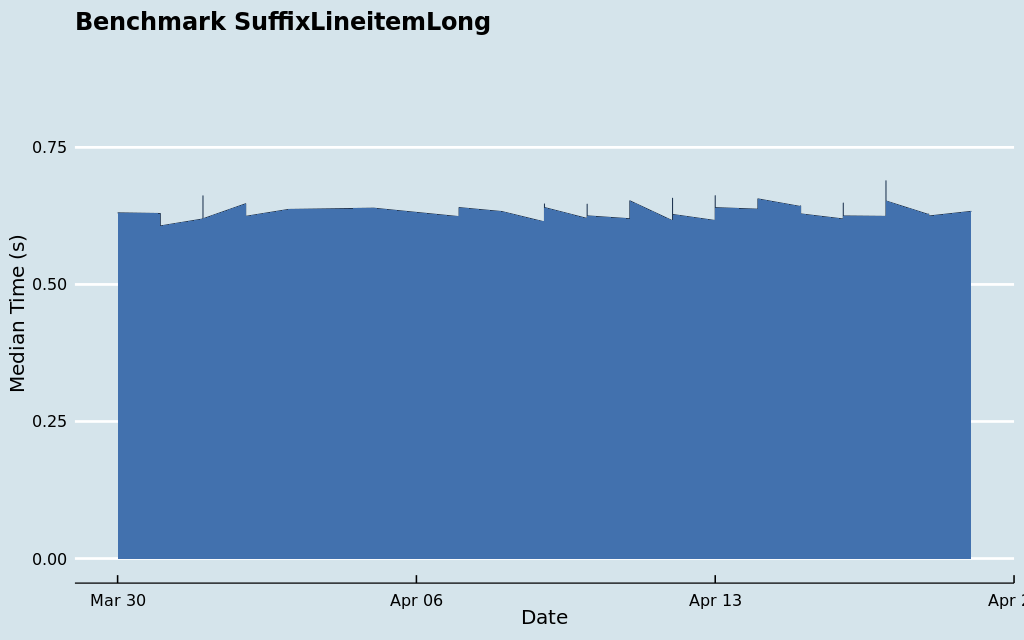 Benchmark SuffixLineitemLong
0.75
0.50
0.25
0.00
Median Time (s)
Mar 30 Apr 06 Apr 13 Apr
Date